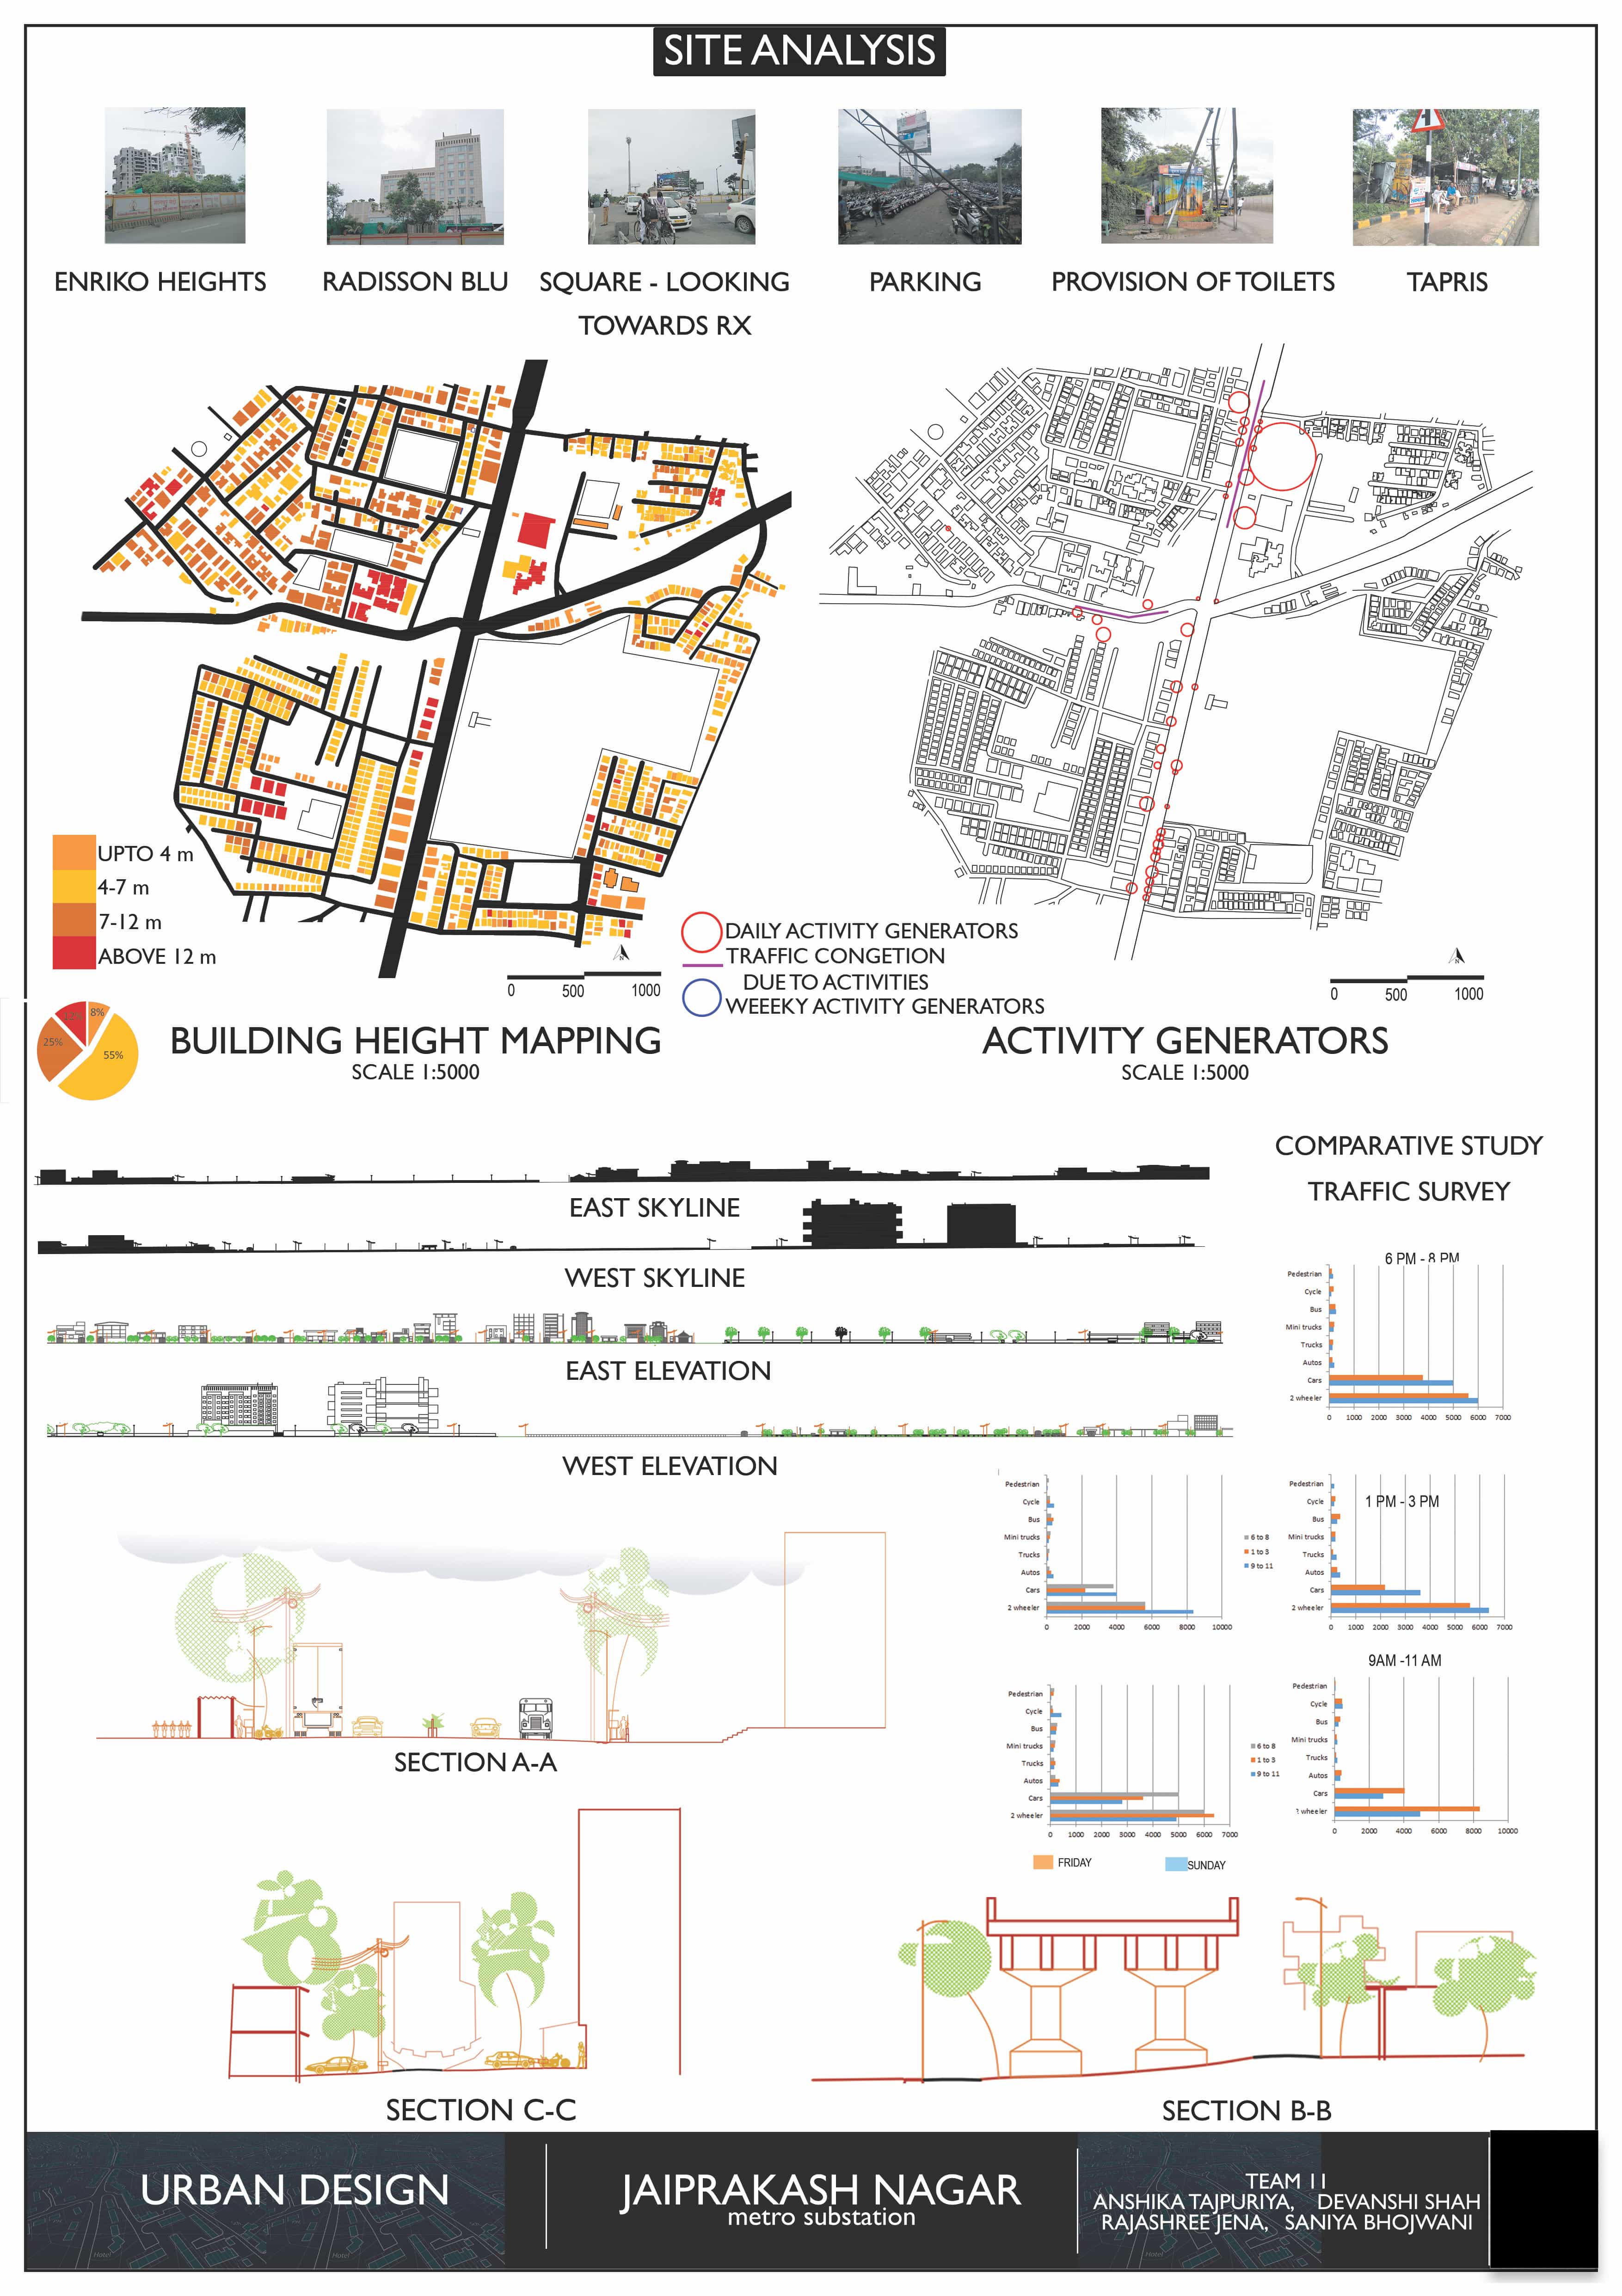 SITE ANALYSIS
ENRIKO HEIGHTS
RADISSON BLU
SQUARE - LOOKING
TOWARDS RX
PARKING
PROVISION OF TOILETS
TAPRIS
UPTO 4 m
4-7 m
7-12 m
ABOVE 12 m
N
0 500 1000
DAILY ACTIVITY GENERATORS
TRAFFIC CONGETION
DUE TO ACTIVITIES
WEEEKY ACTIVITY GENERATORS
N
0 500 1000
8%
25%
55%
BUILDING HEIGHT MAPPING
SCALE 1:5000
ACTIVITY GENERATORS
SCALE 1:5000
EAST SKYLINE
WEST SKYLINE
EAST ELEVATION
WEST ELEVATION
COMPARATIVE STUDY
TRAFFIC SURVEY
6 PM - 8 PM
Pedestrian
Cycle
Bus
Mini trucks
Trucks
Autos
Cars
2 wheeler
0 1000 2000 3000 4000 5000 6000 7000
Pedestrian
Cycle
Bus
Mini trucks
Trucks
Autos
Cars
2 wheeler
0 2000 4000 6000 8000 10000
6 to 8
1 to 3
9 to 11
1 PM - 3 PM
Pedestrian
Cycle
Bus
Mini trucks
Trucks
Autos
Cars
2 wheeler
0 1000 2000 3000 4000 5000 6000 7000
Pedestrian
Cycle
Bus
Mini trucks
Trucks
Autos
Cars
2 wheeler
0 1000 2000 3000 4000 5000 6000 7000
6 to 8
1 to 3
9 to 11
9AM -11 AM
Pedestrian
Cycle
Bus
Mini trucks
Trucks
Autos
Cars
wheeler
0 2000 4000 6000 8000 10000
FRIDAY
SUNDAY
SECTION A-A
SECTION C-C
SECTION B-B
URBAN DESIGN
JAIPRAKASH NAGAR
metro substation
TEAM 11
ANSHIKA TAJPURIYA, DEVANSHI SHAH
RAJASHREE JENA, SANIYA BHOJWANI
Hotel
Hotel
Hotel